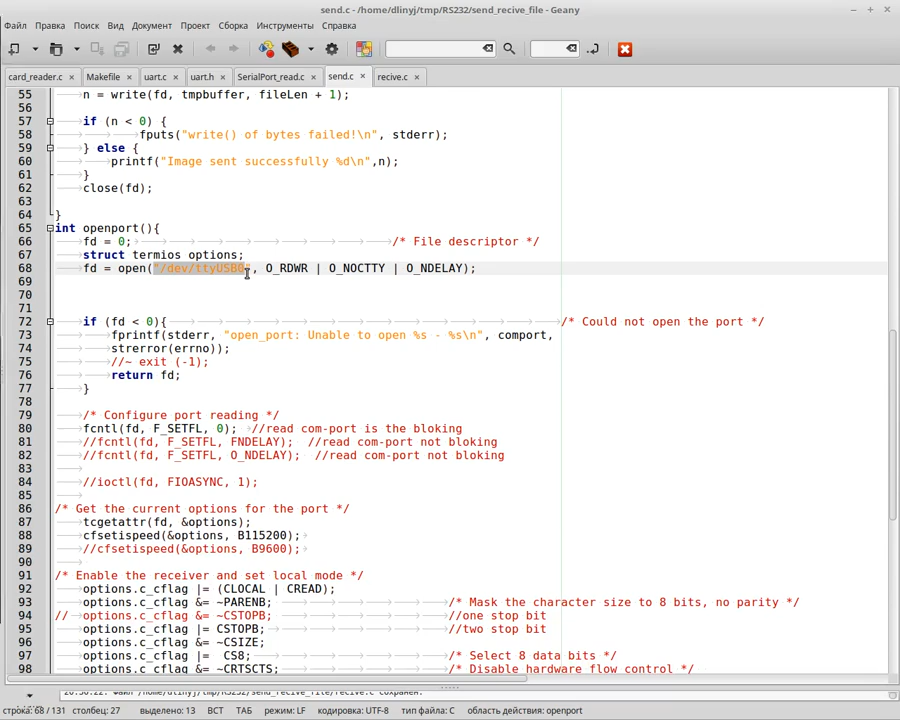 send.c - /home/dlinyj/tmp/RS232/send_recive_file - Geany
Файл Правка Поиск Вид Документ Проект Сборка Инструменты Справка
card_reader.c Makefile uart.c uart.h SerialPort_read.c send.c recive.c
55 n = write(fd, tmpbuffer, fileLen + 1);
56
57 if (n < 0) {
58 fputs("write() of bytes failed!\n", stderr);
59 } else {
60 printf("Image sent successfully %d\n",n);
61 }
62 close(fd);
63
64 }
65 int openport(){
66 fd = 0; /* File descriptor */
67 struct termios options;
68 fd = open("/dev/ttyUSB0", O_RDWR | O_NOCTTY | O_NDELAY);
69
70
71
72 if (fd < 0){ /* Could not open the port */
73 fprintf(stderr, "open_port: Unable to open %s - %s\n", comport,
74 strerror(errno));
75 //~ exit (-1);
76 return fd;
77 }
78
79 /* Configure port reading */
80 fcntl(fd, F_SETFL, 0); //read com-port is the bloking
81 //fcntl(fd, F_SETFL, FNDELAY); //read com-port not bloking
82 //fcntl(fd, F_SETFL, O_NDELAY); //read com-port not bloking
83
84 //ioctl(fd, FIOASYNC, 1);
85
86 /* Get the current options for the port */
87 tcgetattr(fd, &options);
88 cfsetispeed(&options, B115200);
89 //cfsetispeed(&options, B9600);
90
91 /* Enable the receiver and set local mode */
92 options.c_cflag |= (CLOCAL | CREAD);
93 options.c_cflag &= ~PARENB; /* Mask the character size to 8 bits, no parity */
94 // options.c_cflag &= ~CSTOPB; //one stop bit
95 options.c_cflag |= CSTOPB; //two stop bit
96 options.c_cflag &= ~CSIZE;
97 options.c_cflag |= CS8; /* Select 8 data bits */
98 options.c_cflag &= ~CRTSCTS; /* Disable hardware flow control */
20:30:22: Файл /home/dlinyj/tmp/RS232/send_recive_file/recive.c сохранён.
строка: 68 / 131 столбец: 27 выделено: 13 ВСТ ТАБ режим: LF кодировка: UTF-8 тип файла: C область действия: openport